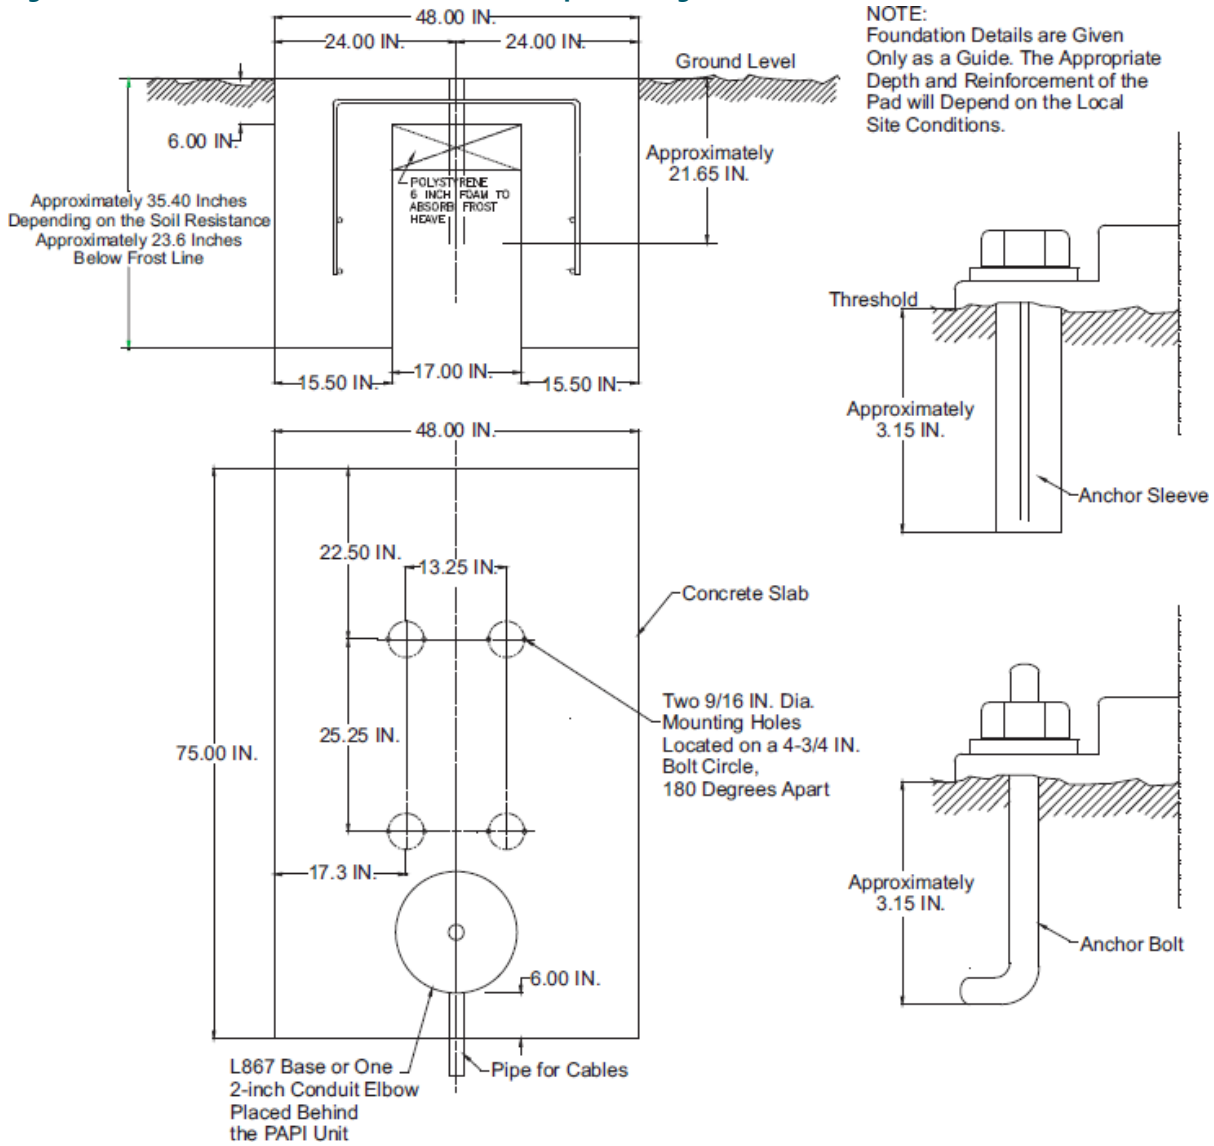 48.00 IN.
24.00 IN.
24.00 IN.
Ground Level
NOTE:
Foundation Details are Given
Only as a Guide. The Appropriate
Depth and Reinforcement of the
Pad will Depend on the Local
Site Conditions.
6.00 IN.
Approximately
21.65 IN.
POLYSTYRENE
6 INCH FOAM TO
ABSORB FROST
HEAVE
Approximately 35.40 Inches
Depending on the Soil Resistance
Approximately 23.6 Inches
Below Frost Line
15.50 IN.
17.00 IN.
15.50 IN.
Threshold
Approximately
3.15 IN.
Anchor Sleeve
48.00 IN.
22.50 IN.
13.25 IN.
Concrete Slab
Two 9/16 IN. Dia.
Mounting Holes
Located on a 4-3/4 IN.
Bolt Circle,
180 Degrees Apart
25.25 IN.
75.00 IN.
17.3 IN.
6.00 IN.
Approximately
3.15 IN.
Anchor Bolt
L867 Base or One
2-inch Conduit Elbow
Placed Behind
the PAPI Unit
Pipe for Cables